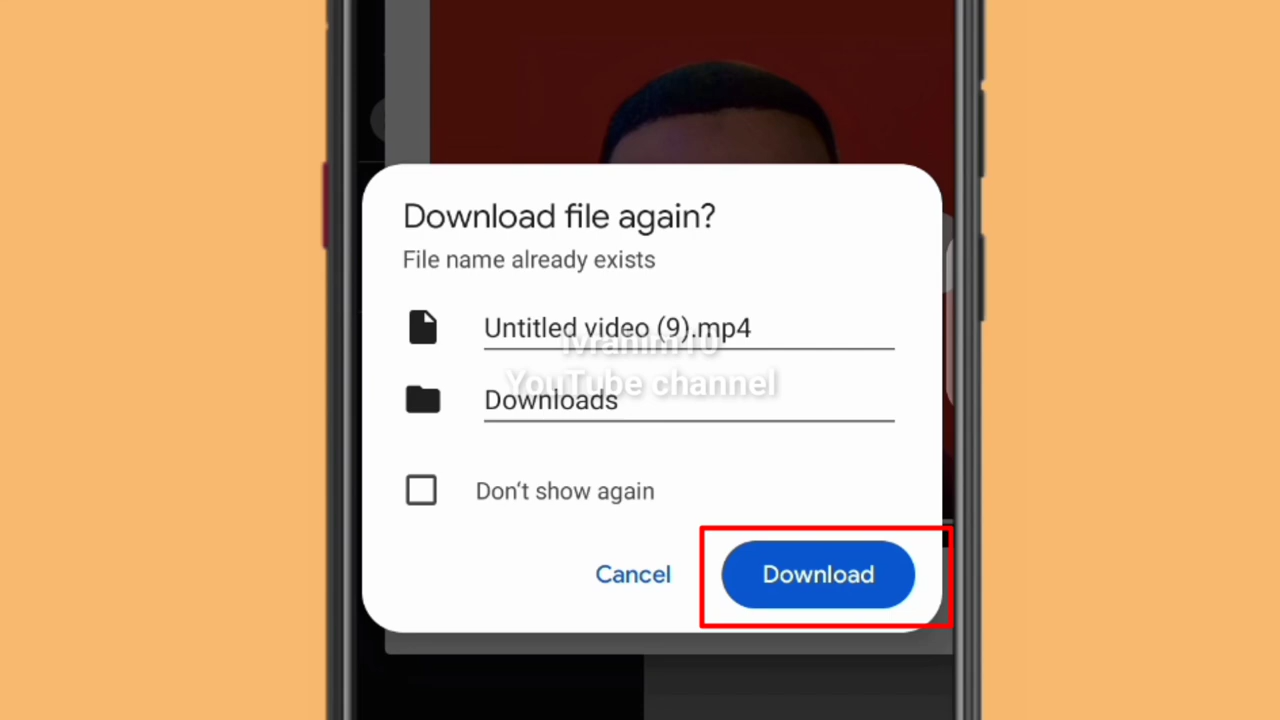 Download file again?
File name already exists
Untitled video (9).mp4
ivrahim10
YouTube channel
Downloads
Don't show again
Cancel
Download